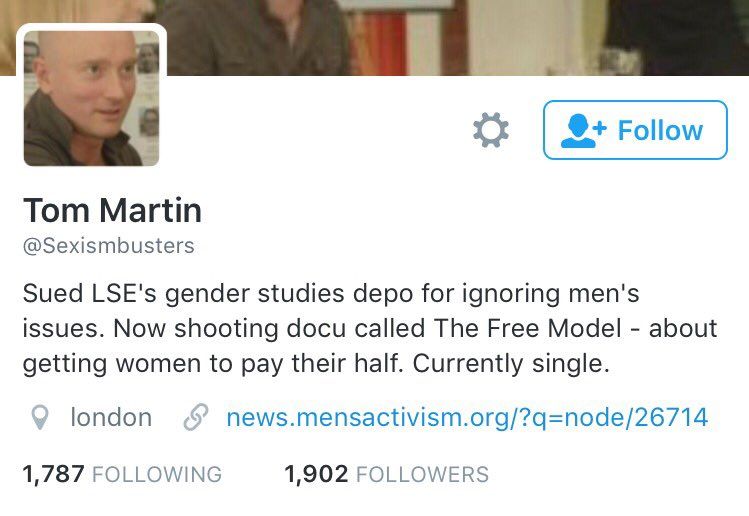 Follow
Tom Martin
@Sexismbusters
Sued LSE's gender studies depo for ignoring men's
issues. Now shooting docu called The Free Model - about
getting women to pay their half. Currently single.
london news.mensactivism.org/?q=node/26714
1,787 FOLLOWING 1,902 FOLLOWERS